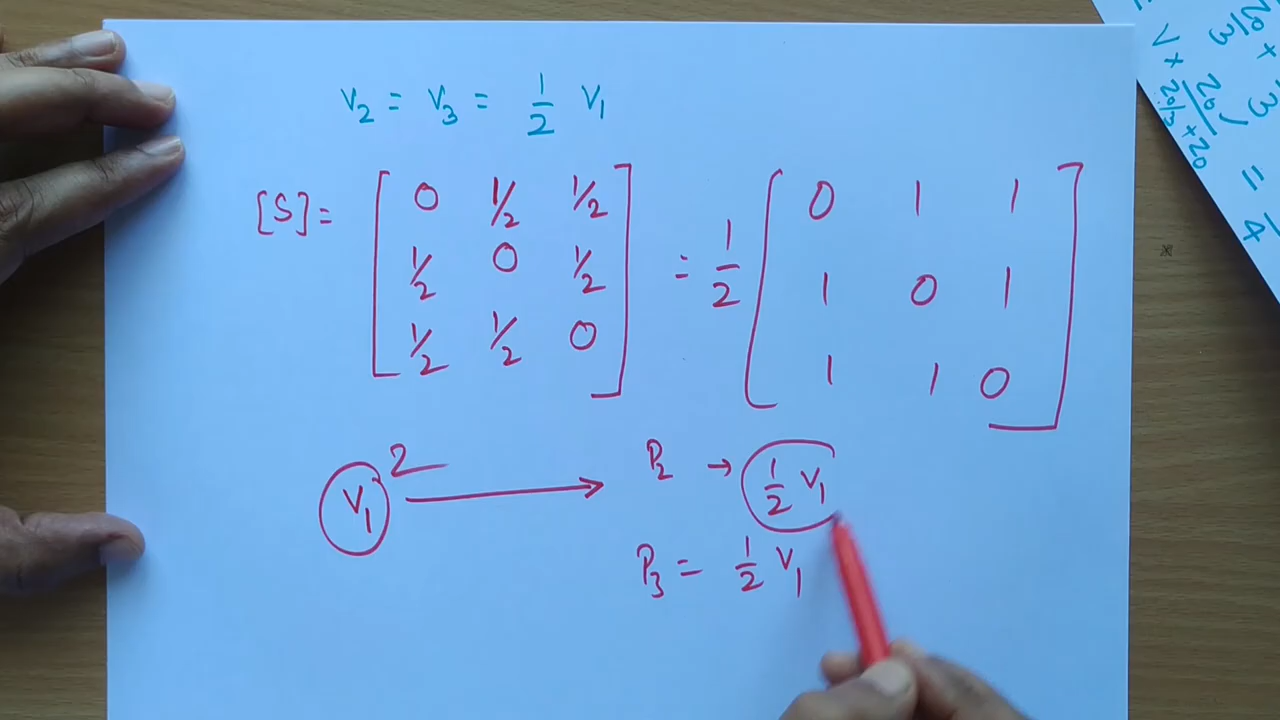 V₂ = V₃ = 1/2 V₁
[S] = [ 0 1/2 1/2 ] = 1/2 [ 0 1 1 ]
[ 1/2 0 1/2 ] [ 1 0 1 ]
[ 1/2 1/2 0 ] [ 1 1 0 ]
V₁² → P₂ → 1/2 V₁
P₃ = 1/2 V₁